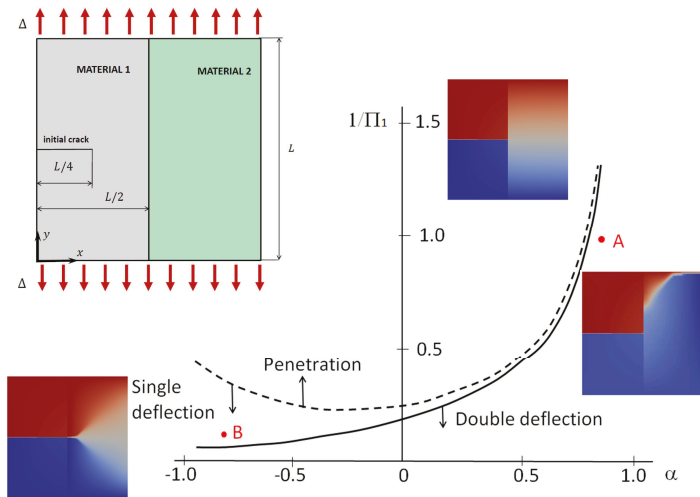 Δ
MATERIAL 1
MATERIAL 2
initial crack
L/4
L
L/2
y
x
Δ
1/Π₁
1.5
1.0
A
0.5
Penetration
Single
deflection
B
Double deflection
-1.0
-0.5
0
0.5
1.0
α